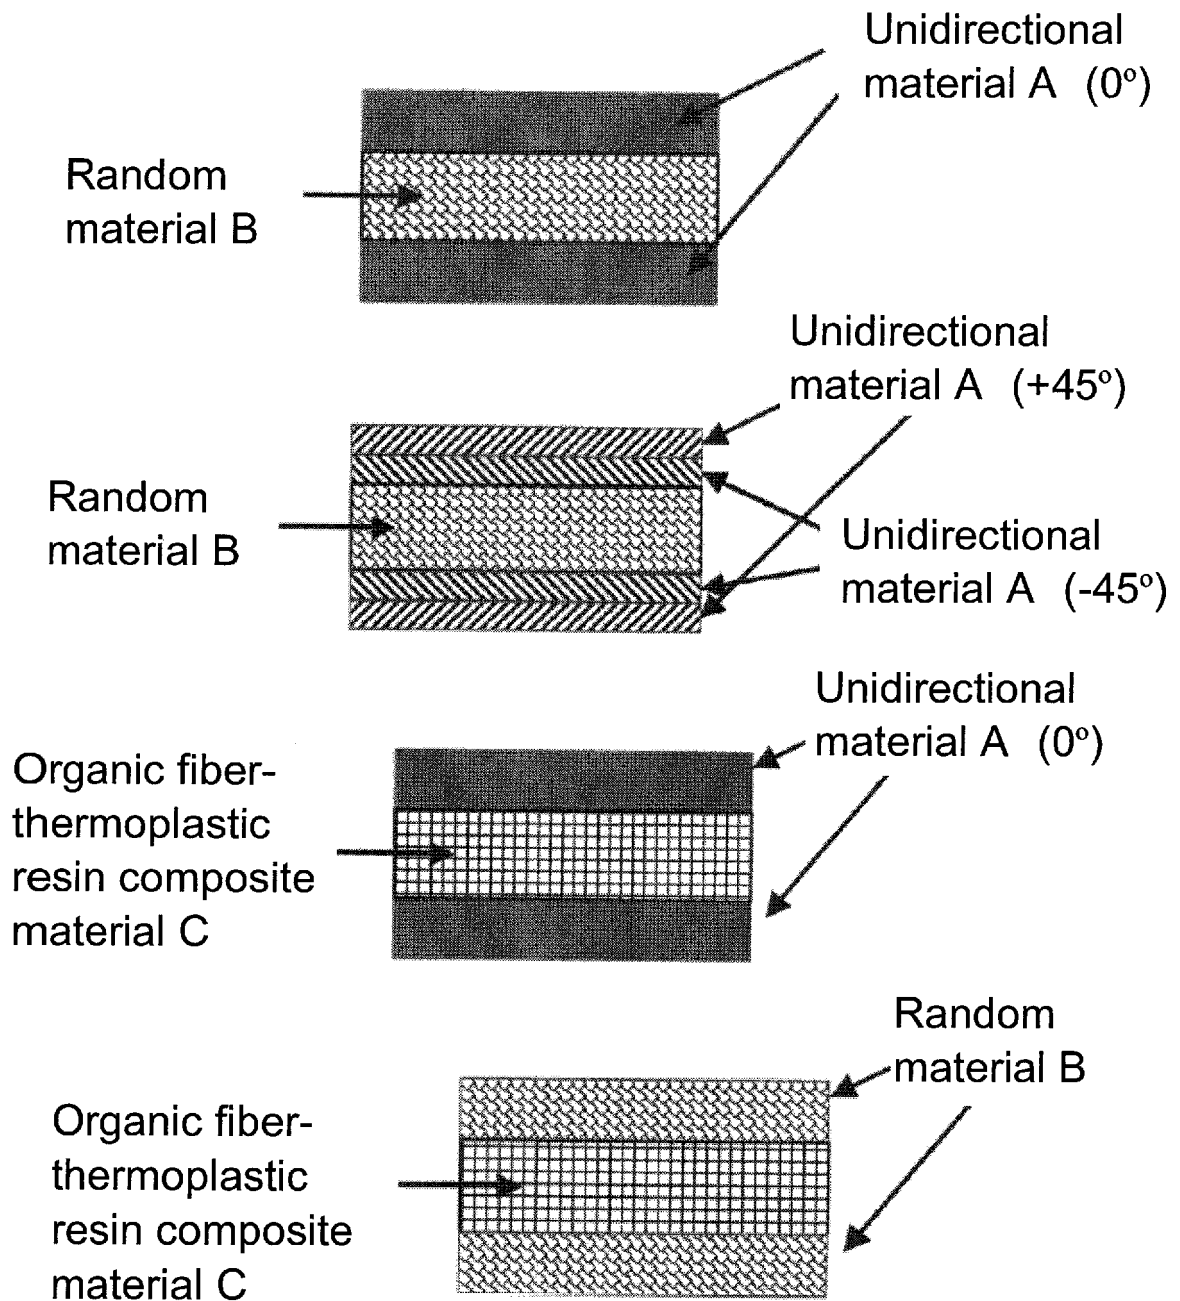 Unidirectional
material A (0°)
Random
material B
Unidirectional
material A (+45°)
Random
material B
Unidirectional
material A (-45°)
Unidirectional
material A (0°)
Organic fiber-
thermoplastic
resin composite
material C
Random
material B
Organic fiber-
thermoplastic
resin composite
material C